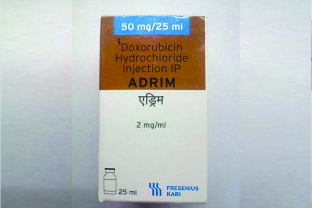 50 mg/25 ml
Doxorubicin
Hydrochloride
Injection IP
ADRIM
एड्रिम
2 mg/ml
25 ml
FRESENIUS
KABI